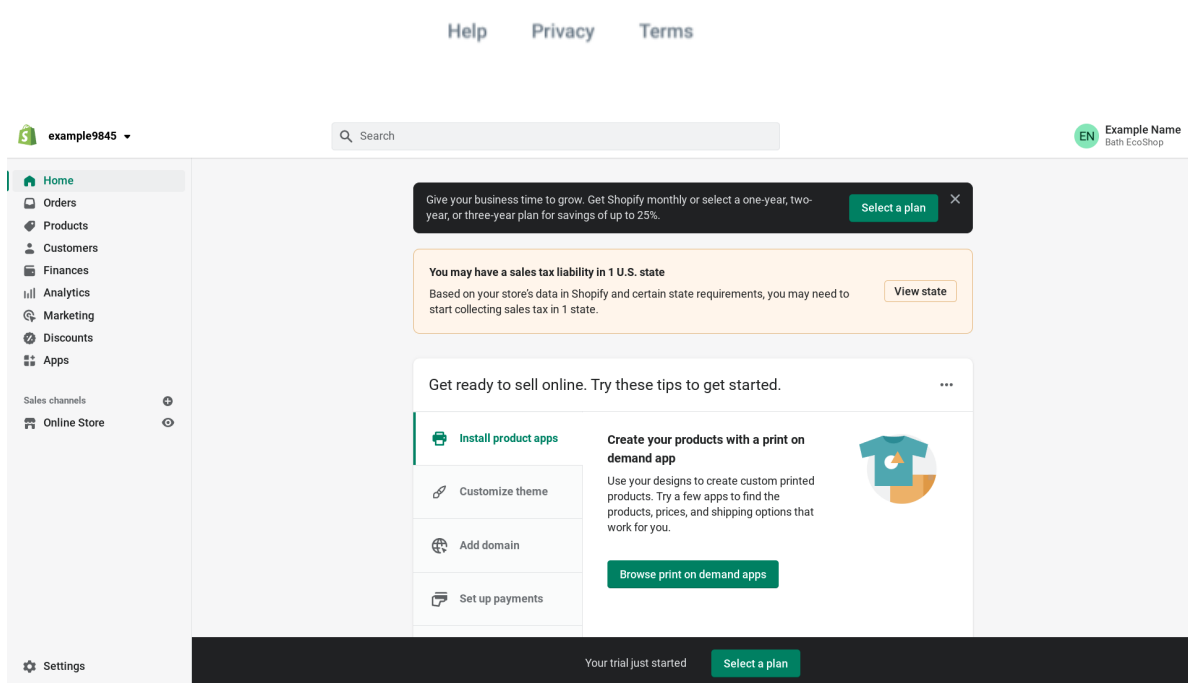 Help Privacy Terms
example9845
Search
EN
Example Name
Bath EcoShop
Home
Orders
Products
Customers
Finances
Analytics
Marketing
Discounts
Apps
Sales channels
Online Store
Settings
Give your business time to grow. Get Shopify monthly or select a one-year, two-
year, or three-year plan for savings of up to 25%.
Select a plan
You may have a sales tax liability in 1 U.S. state
Based on your store's data in Shopify and certain state requirements, you may need to
start collecting sales tax in 1 state.
View state
Get ready to sell online. Try these tips to get started.
Install product apps
Customize theme
Add domain
Set up payments
Create your products with a print on
demand app
Use your designs to create custom printed
products. Try a few apps to find the
products, prices, and shipping options that
work for you.
Browse print on demand apps
Your trial just started
Select a plan